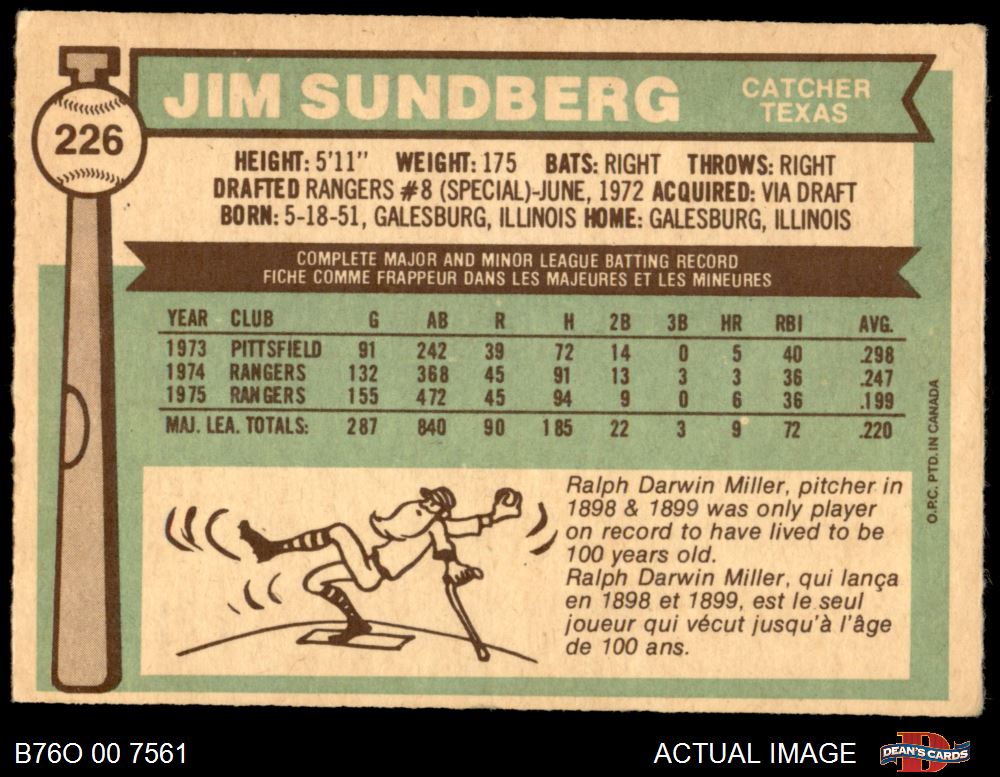 226
JIM SUNDBERG
CATCHER
TEXAS
HEIGHT: 5'11" WEIGHT: 175 BATS: RIGHT THROWS: RIGHT
DRAFTED RANGERS #8 (SPECIAL)-JUNE, 1972 ACQUIRED: VIA DRAFT
BORN: 5-18-51, GALESBURG, ILLINOIS HOME: GALESBURG, ILLINOIS
COMPLETE MAJOR AND MINOR LEAGUE BATTING RECORD
FICHE COMME FRAPPEUR DANS LES MAJEURES ET LES MINEURES
YEAR CLUB G AB R H 2B 3B HR RBI AVG.
1973 PITTSFIELD 91 242 39 72 14 0 5 40 .298
1974 RANGERS 132 368 45 91 13 3 3 36 .247
1975 RANGERS 155 472 45 94 9 0 6 36 .199
MAJ. LEA. TOTALS: 287 840 90 185 22 3 9 72 .220
O.P.C. PTD. IN CANADA
Ralph Darwin Miller, pitcher in
1898 & 1899 was only player
on record to have lived to be
100 years old.
Ralph Darwin Miller, qui lança
en 1898 et 1899, est le seul
joueur qui vécut jusqu'à l'âge
de 100 ans.
B76O 00 7561
ACTUAL IMAGE
DEAN'S CARDS